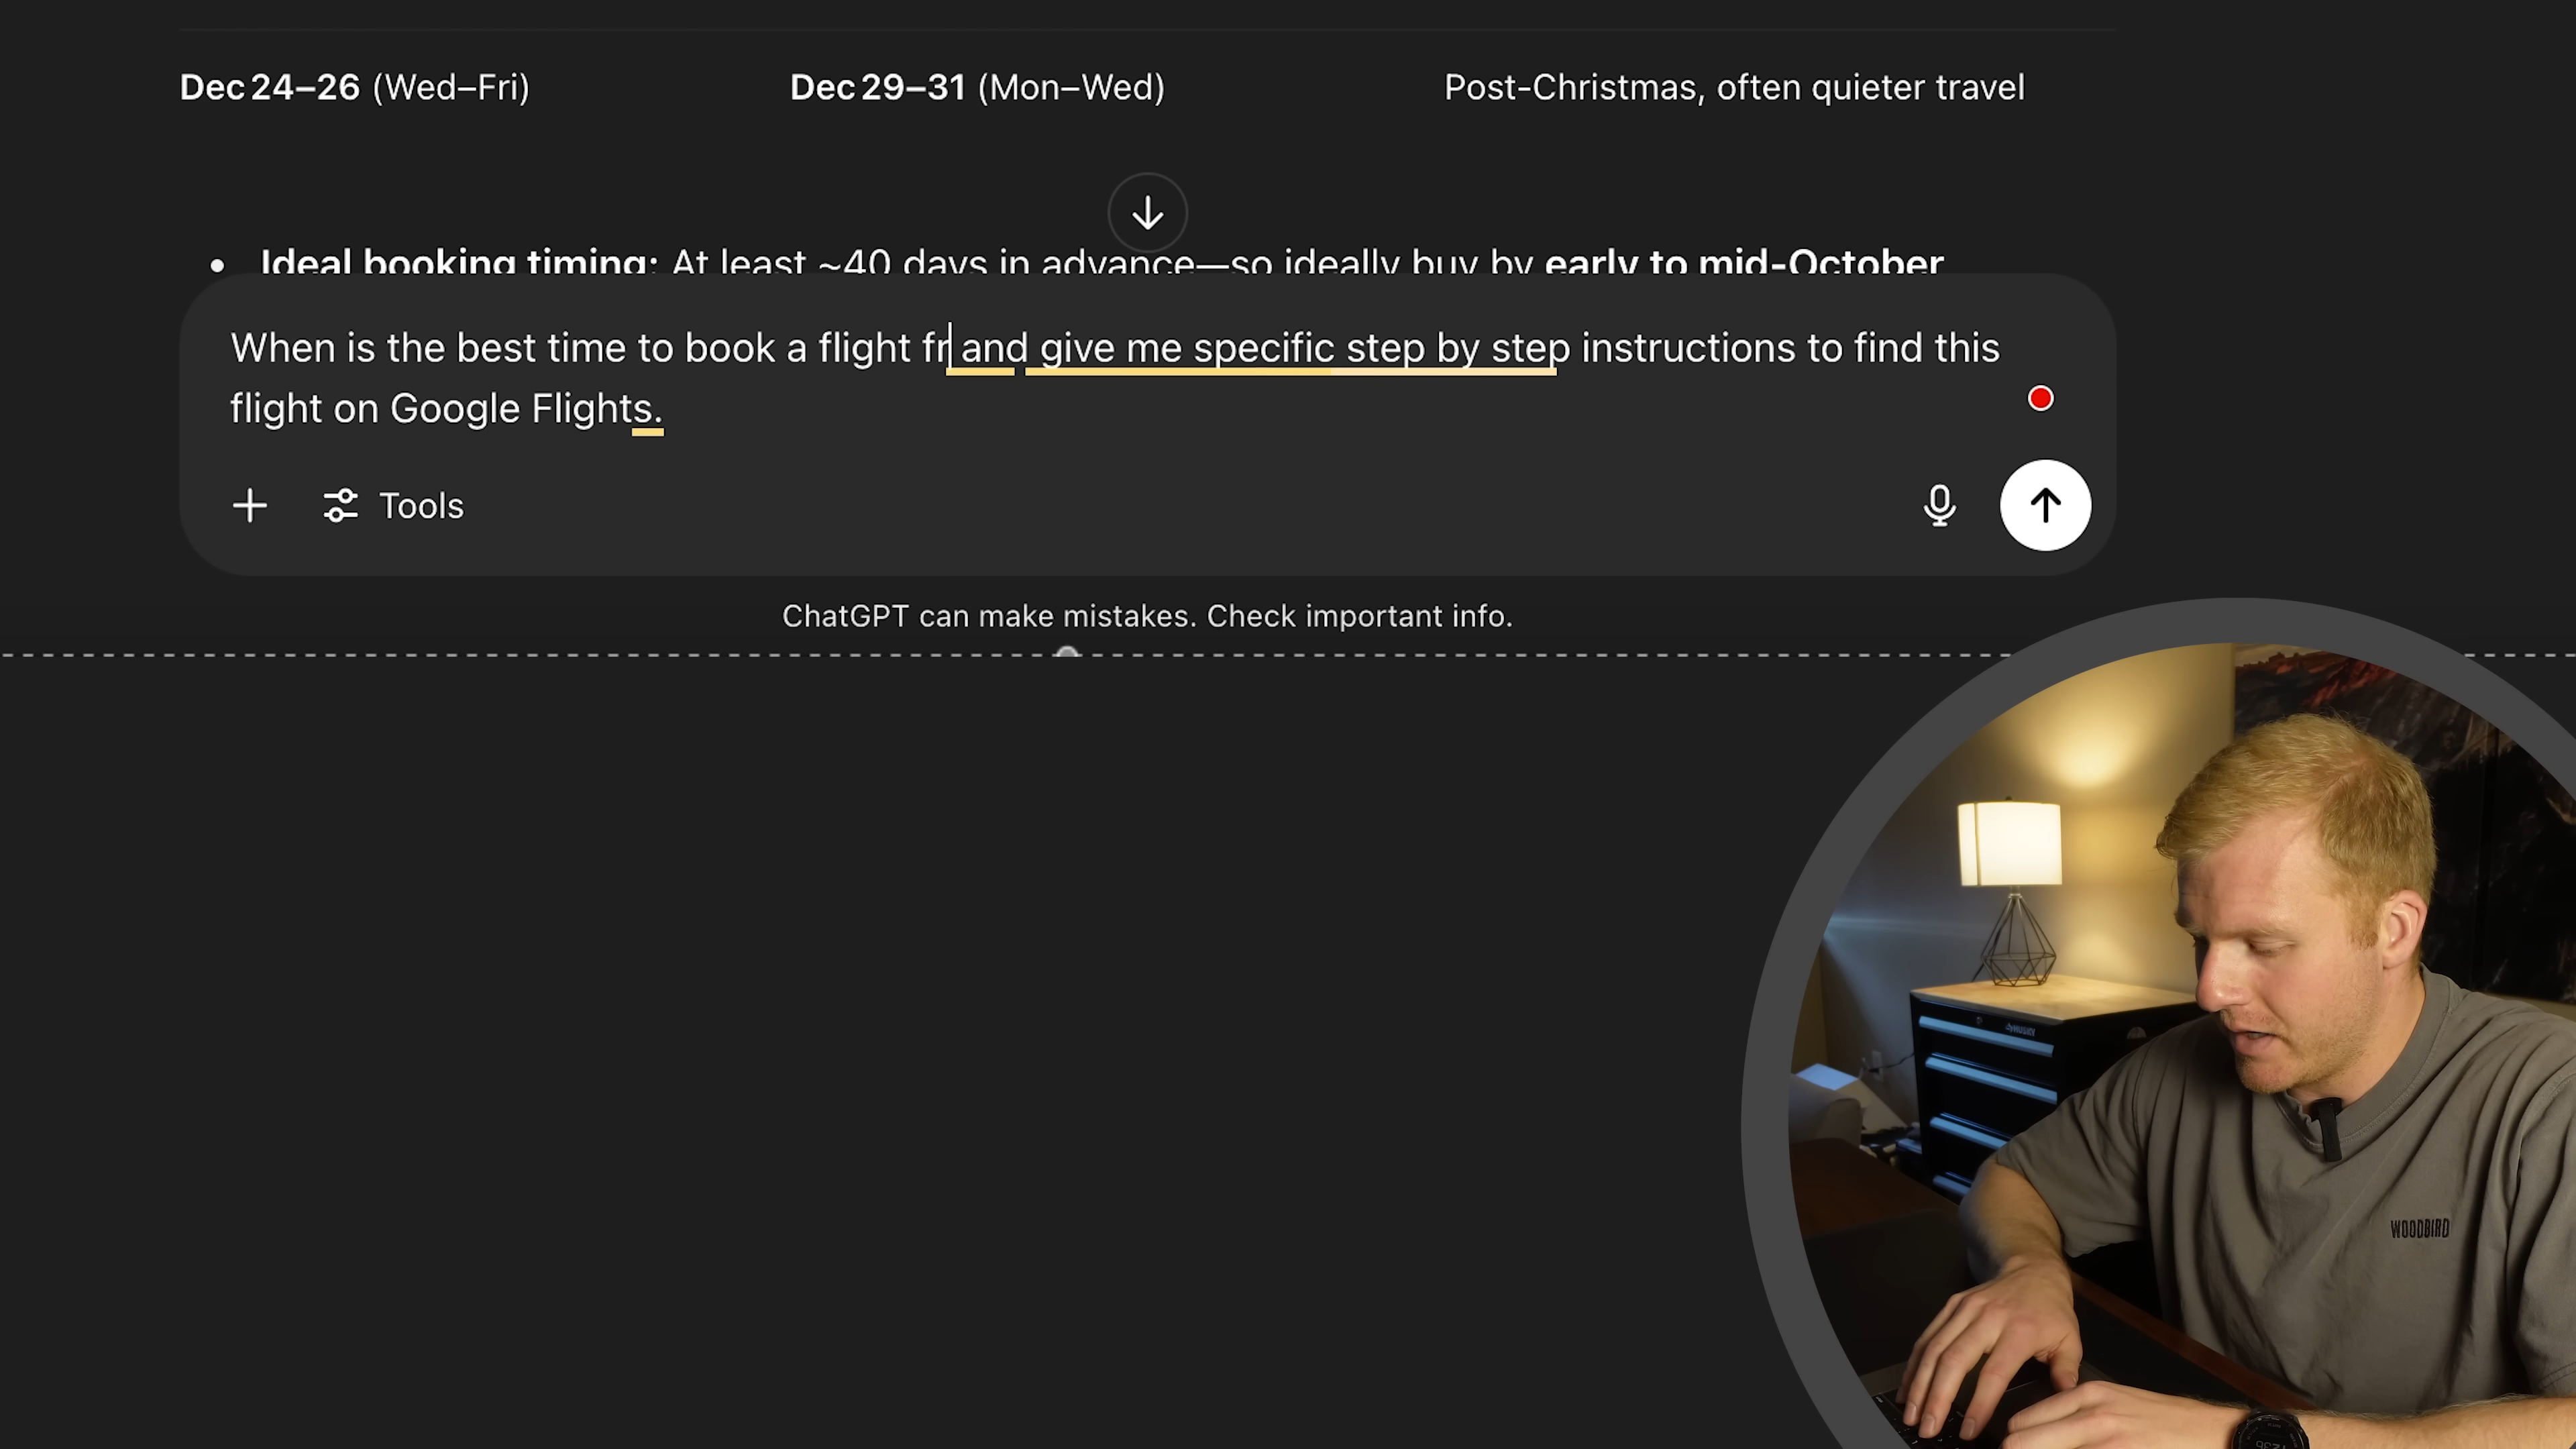 Dec 24–26 (Wed–Fri) Dec 29–31 (Mon–Wed) Post-Christmas, often quieter travel
• Ideal booking timing: At least ~40 days in advance—so ideally buy by early to mid-October
When is the best time to book a flight fr and give me specific step by step instructions to find this
flight on Google Flights.
Tools
ChatGPT can make mistakes. Check important info.
WOODBIRD